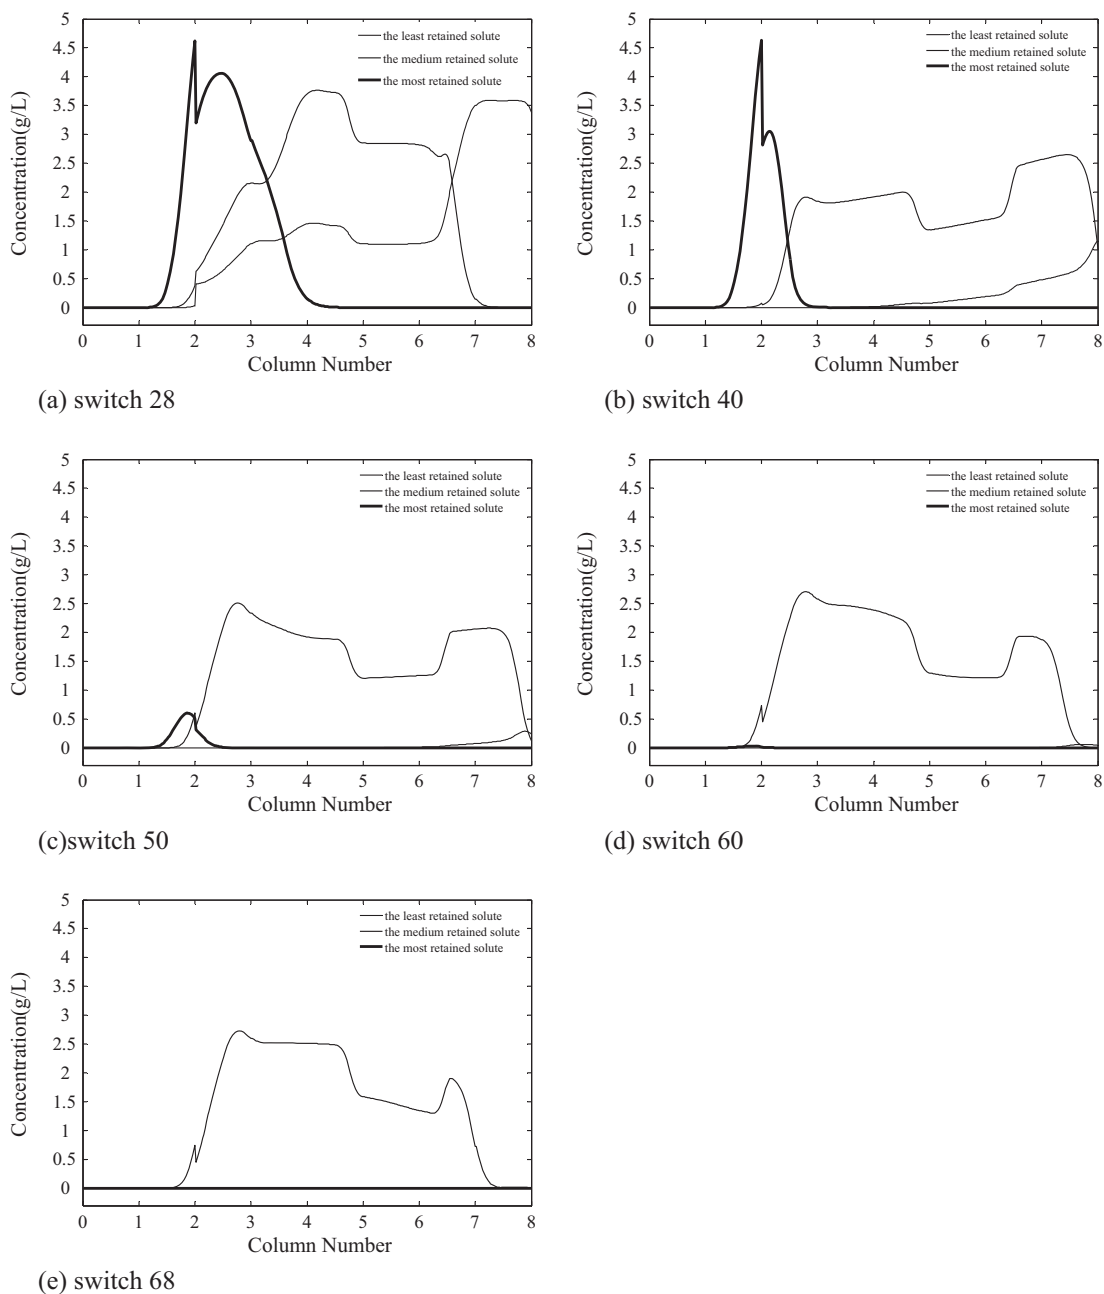 5
4.5
4
3.5
3
2.5
2
1.5
1
0.5
0
Concentration(g/L)
the least retained solute
the medium retained solute
the most retained solute
0 1 2 3 4 5 6 7 8
Column Number
(a) switch 28
5
4.5
4
3.5
3
2.5
2
1.5
1
0.5
0
Concentration(g/L)
the least retained solute
the medium retained solute
the most retained solute
0 1 2 3 4 5 6 7 8
Column Number
(b) switch 40
5
4.5
4
3.5
3
2.5
2
1.5
1
0.5
0
Concentration(g/L)
the least retained solute
the medium retained solute
the most retained solute
0 1 2 3 4 5 6 7 8
Column Number
(c)switch 50
5
4.5
4
3.5
3
2.5
2
1.5
1
0.5
0
Concentration(g/L)
the least retained solute
the medium retained solute
the most retained solute
0 1 2 3 4 5 6 7 8
Column Number
(d) switch 60
5
4.5
4
3.5
3
2.5
2
1.5
1
0.5
0
Concentration(g/L)
the least retained solute
the medium retained solute
the most retained solute
0 1 2 3 4 5 6 7 8
Column Number
(e) switch 68